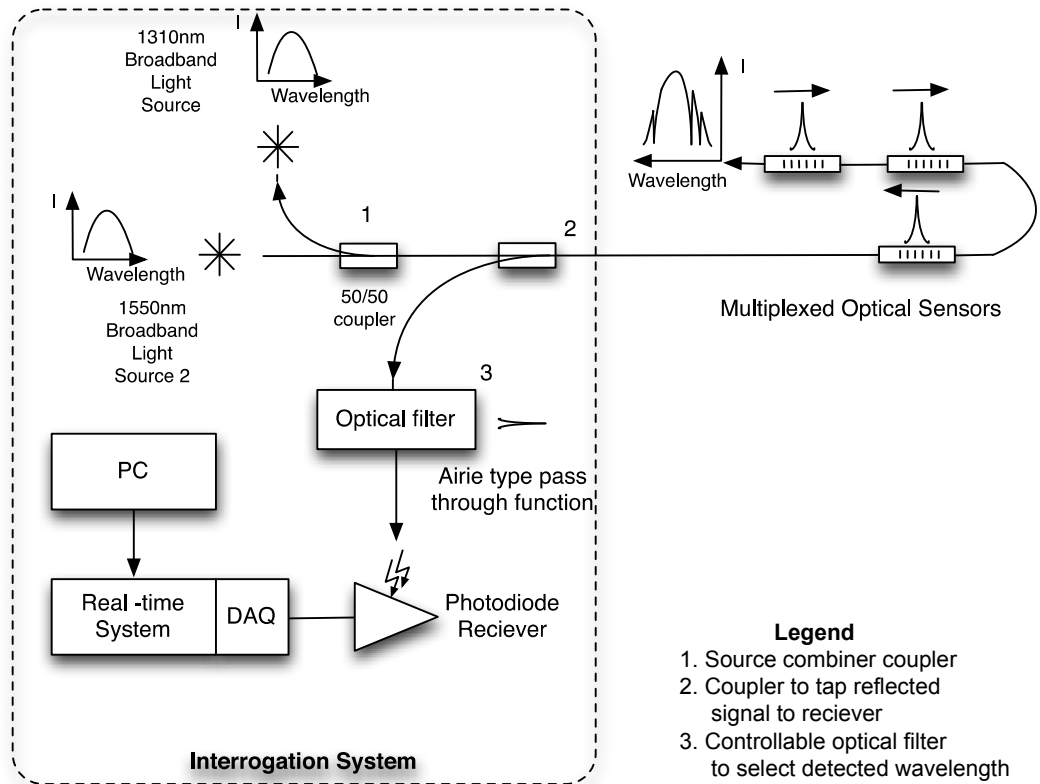 I
1310nm
Broadband
Light
Source
Wavelength
I
Wavelength
1550nm
Broadband
Light
Source 2
1
50/50
coupler
2
I
Wavelength
Multiplexed Optical Sensors
3
Optical filter
Airie type pass
through function
PC
Real -time
System
DAQ
Photodiode
Reciever
Interrogation System
Legend
1. Source combiner coupler
2. Coupler to tap reflected
signal to reciever
3. Controllable optical filter
to select detected wavelength